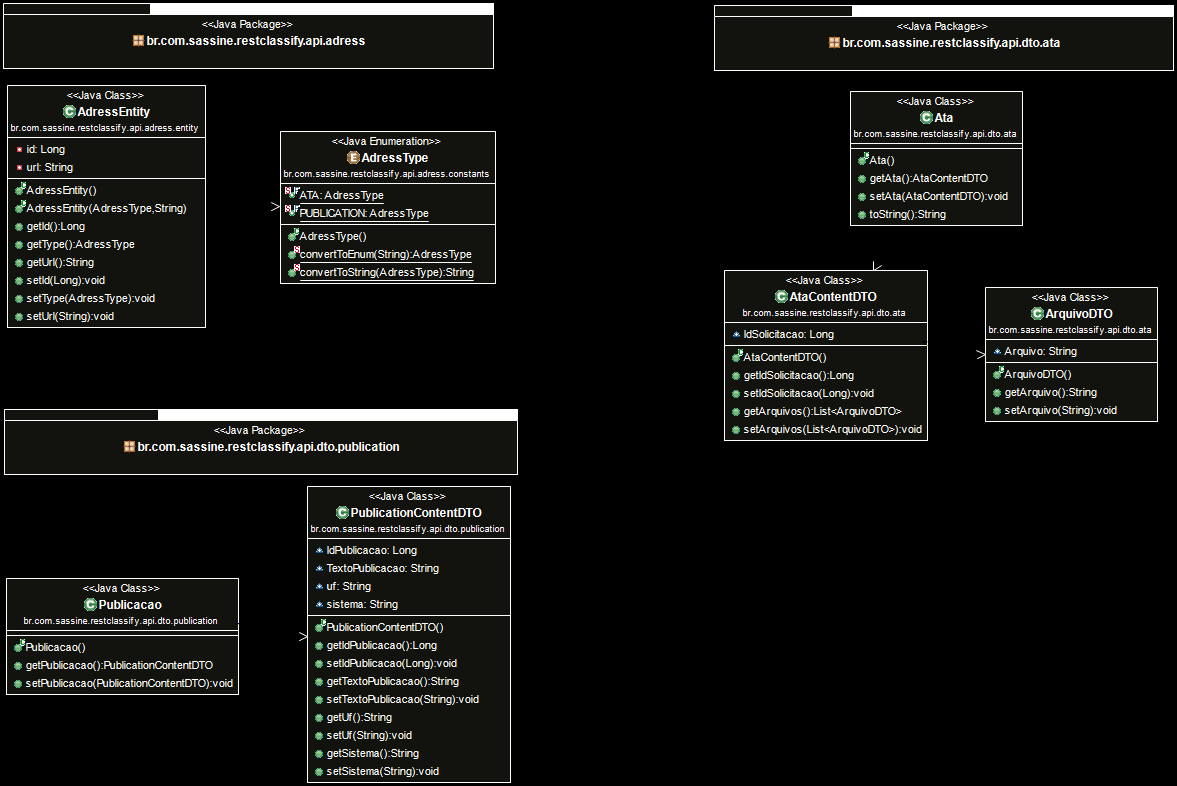 <<Java Package>>
br.com.sassine.restclassify.api.adress
<<Java Class>>
AdressEntity
br.com.sassine.restclassify.api.adress.entity
id: Long
url: String
AdressEntity()
AdressEntity(AdressType,String)
getId():Long
getType():AdressType
getUrl():String
setId(Long):void
setType(AdressType):void
setUrl(String):void
<<Java Enumeration>>
AdressType
br.com.sassine.restclassify.api.adress.constants
ATA: AdressType
PUBLICATION: AdressType
AdressType()
convertToEnum(String):AdressType
convertToString(AdressType):String
<<Java Package>>
br.com.sassine.restclassify.api.dto.ata
<<Java Class>>
Ata
br.com.sassine.restclassify.api.dto.ata
Ata()
getAta():AtaContentDTO
setAta(AtaContentDTO):void
toString():String
<<Java Class>>
AtaContentDTO
br.com.sassine.restclassify.api.dto.ata
IdSolicitacao: Long
AtaContentDTO()
getIdSolicitacao():Long
setIdSolicitacao(Long):void
getArquivos():List<ArquivoDTO>
setArquivos(List<ArquivoDTO>):void
<<Java Class>>
ArquivoDTO
br.com.sassine.restclassify.api.dto.ata
Arquivo: String
ArquivoDTO()
getArquivo():String
setArquivo(String):void
<<Java Package>>
br.com.sassine.restclassify.api.dto.publication
<<Java Class>>
Publicacao
br.com.sassine.restclassify.api.dto.publication
Publicacao()
getPublicacao():PublicationContentDTO
setPublicacao(PublicationContentDTO):void
<<Java Class>>
PublicationContentDTO
br.com.sassine.restclassify.api.dto.publication
IdPublicacao: Long
TextoPublicacao: String
uf: String
sistema: String
PublicationContentDTO()
getIdPublicacao():Long
setIdPublicacao(Long):void
getTextoPublicacao():String
setTextoPublicacao(String):void
getUf():String
setUf(String):void
getSistema():String
setSistema(String):void